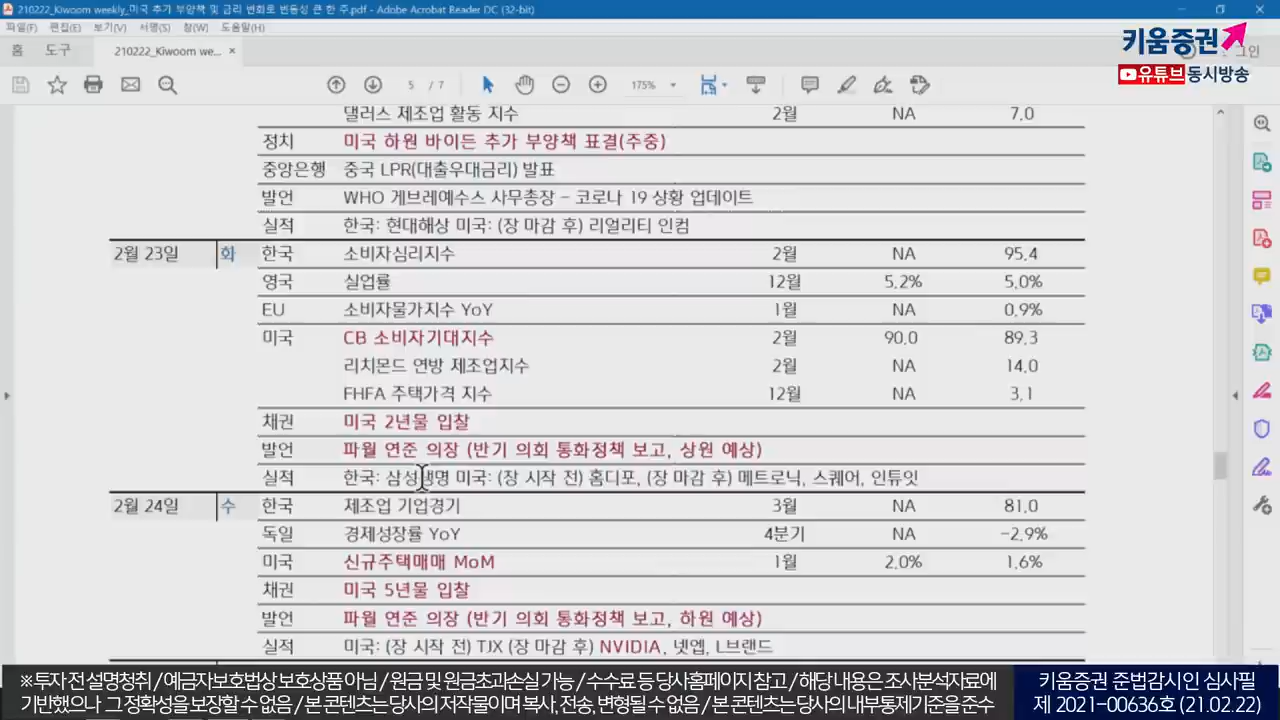 210222_Kiwoom weekly_미국 추가 부양책 및 금리 변화로 변동성 큰 한 주.pdf - Adobe Acrobat Reader DC (32-bit)
파일(F) 편집(E) 보기(V) 서명(S) 창(W) 도움말(H)
홈 도구 210222_Kiwoom we... ×
키움증권
유튜브 동시방송
5 175%
댈러스 제조업 활동 지수 2월 NA 7.0
정치 미국 하원 바이든 추가 부양책 표결(주중)
중앙은행 중국 LPR(대출우대금리) 발표
발언 WHO 게브레예수스 사무총장 – 코로나 19 상황 업데이트
실적 한국: 현대해상 미국: (장 마감 후) 리얼리티 인컴
2월 23일 화 한국 소비자심리지수 2월 NA 95.4
영국 실업률 12월 5.2% 5.0%
EU 소비자물가지수 YoY 1월 NA 0.9%
미국 CB 소비자기대지수 2월 90.0 89.3
리치몬드 연방 제조업지수 2월 NA 14.0
FHFA 주택가격 지수 12월 NA 3.1
채권 미국 2년물 입찰
발언 파월 연준 의장 (반기 의회 통화정책 보고, 상원 예상)
실적 한국: 삼성생명 미국: (장 시작 전) 홈디포, (장 마감 후) 메트로닉, 스퀘어, 인튜잇
2월 24일 수 한국 제조업 기업경기 3월 NA 81.0
독일 경제성장률 YoY 4분기 NA -2.9%
미국 신규주택매매 MoM 1월 2.0% 1.6%
채권 미국 5년물 입찰
발언 파월 연준 의장 (반기 의회 통화정책 보고, 하원 예상)
실적 미국: (장 시작 전) TJX (장 마감 후) NVIDIA, 넷엡, L브랜드
※ 투자 전 설명청취 / 예금자보호법상 보호상품 아님 / 원금 및 원금초과손실 가능 / 수수료 등 당사홈페이지 참고 / 해당 내용은 조사분석자료에
기반했으나 그 정확성을 보장할 수 없음 / 본 콘텐츠는 당사의 저작물이며 복사, 전송, 변형될 수 없음 / 본 콘텐츠는 당사의 내부통제기준을 준수
키움증권 준법감시인 심사필
제 2021-00636호 (21.02.22)